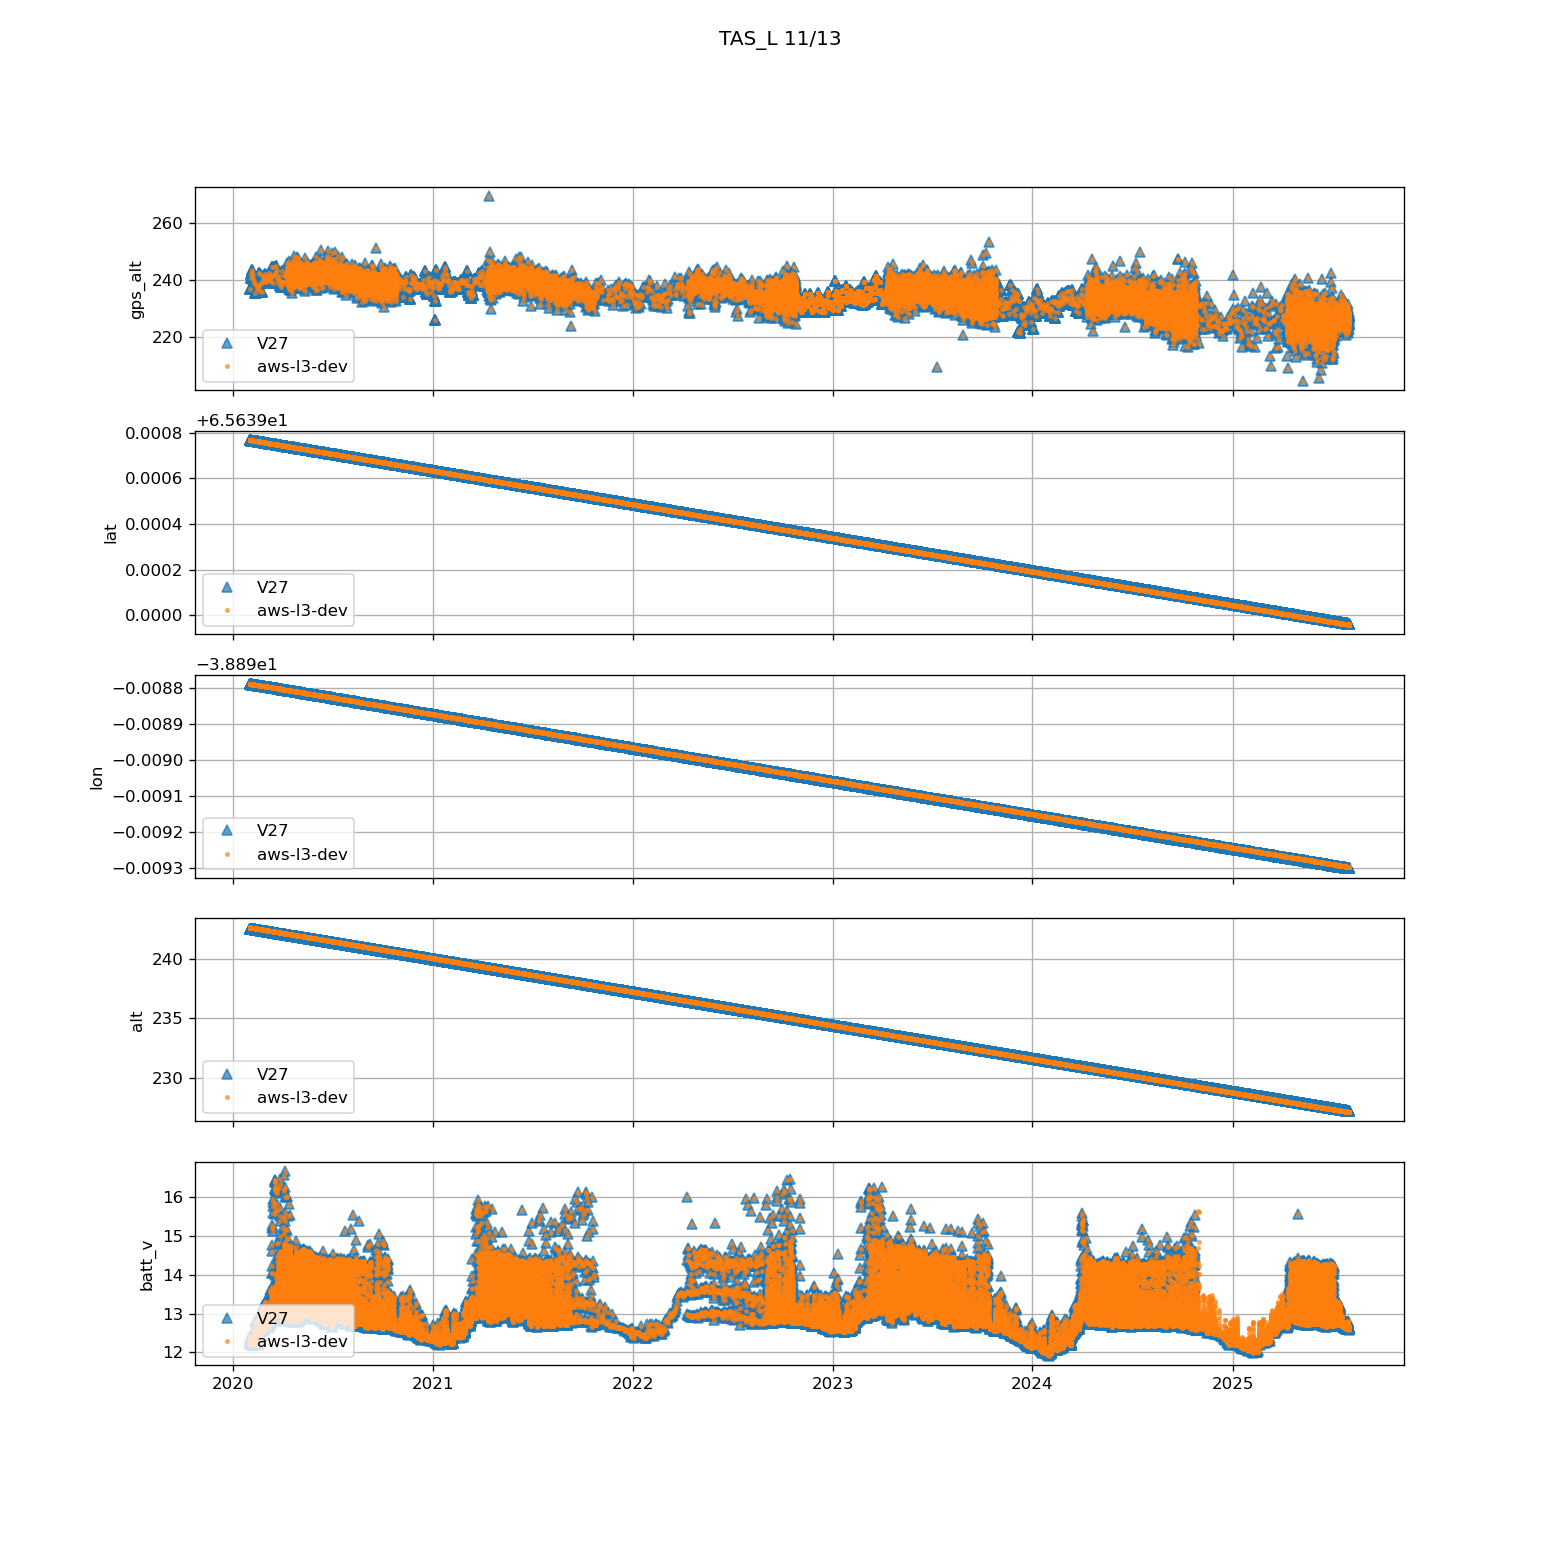 TAS_L 11/13
260
240
220
gps_alt
V27
aws-l3-dev
+6.5639e1
0.0008
0.0006
0.0004
0.0002
0.0000
lat
V27
aws-l3-dev
−3.889e1
−0.0088
−0.0089
−0.0090
−0.0091
−0.0092
−0.0093
lon
V27
aws-l3-dev
240
235
230
alt
V27
aws-l3-dev
16
15
14
13
12
batt_v
V27
aws-l3-dev
2020 2021 2022 2023 2024 2025